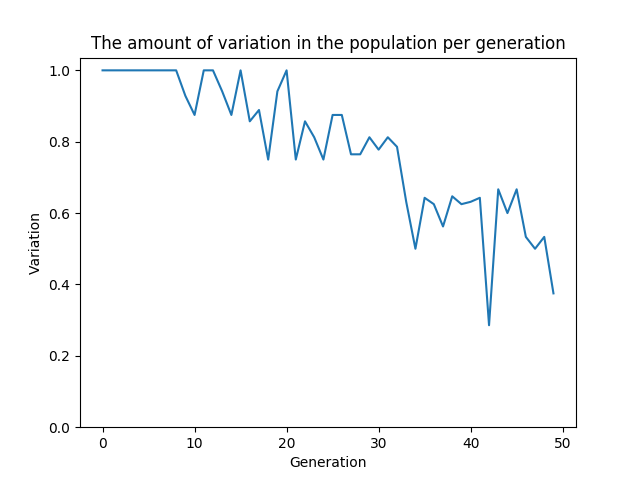 The amount of variation in the population per generation
1.0
0.8
0.6
0.4
0.2
0.0
Variation
0 10 20 30 40 50
Generation